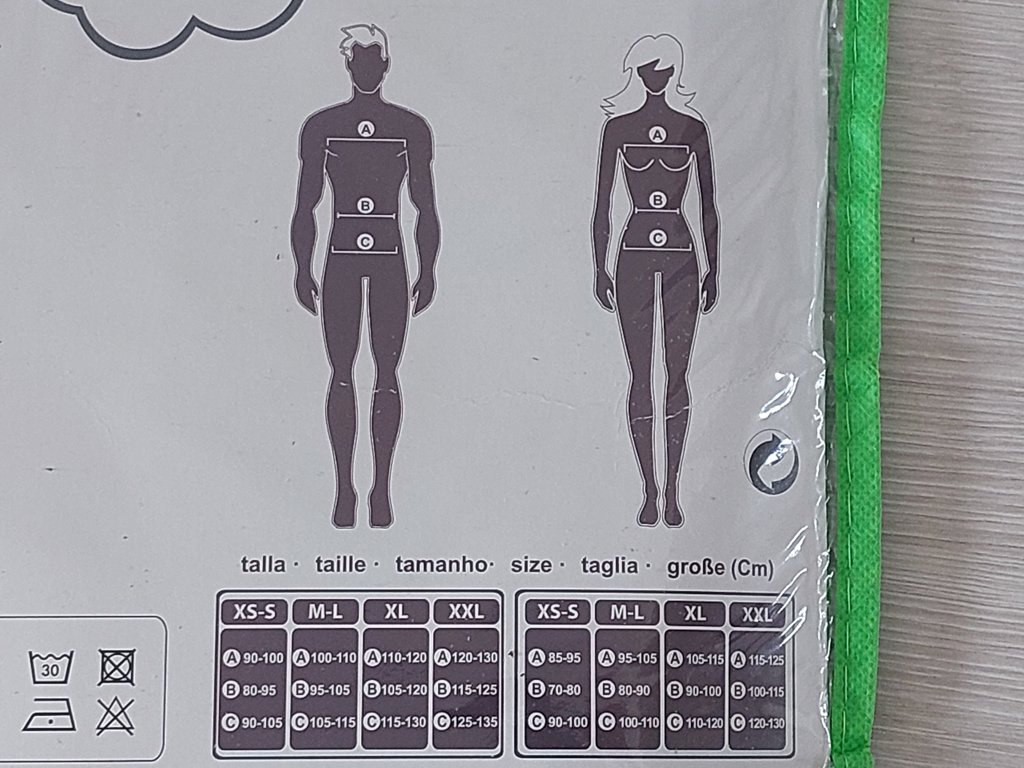 A
B
C
A
B
C
talla · taille · tamanho· size · taglia · große (Cm)
XS-S M-L XL XXL
A 90-100 A 100-110 A 110-120 A 120-130
B 80-95 B 95-105 B 105-120 B 115-125
C 90-105 C 105-115 C 115-130 C 125-135
XS-S M-L XL XXL
A 85-95 A 95-105 A 105-115 A 115-125
B 70-80 B 80-90 B 90-100 B 100-115
C 90-100 C 100-110 C 110-120 C 120-130
30